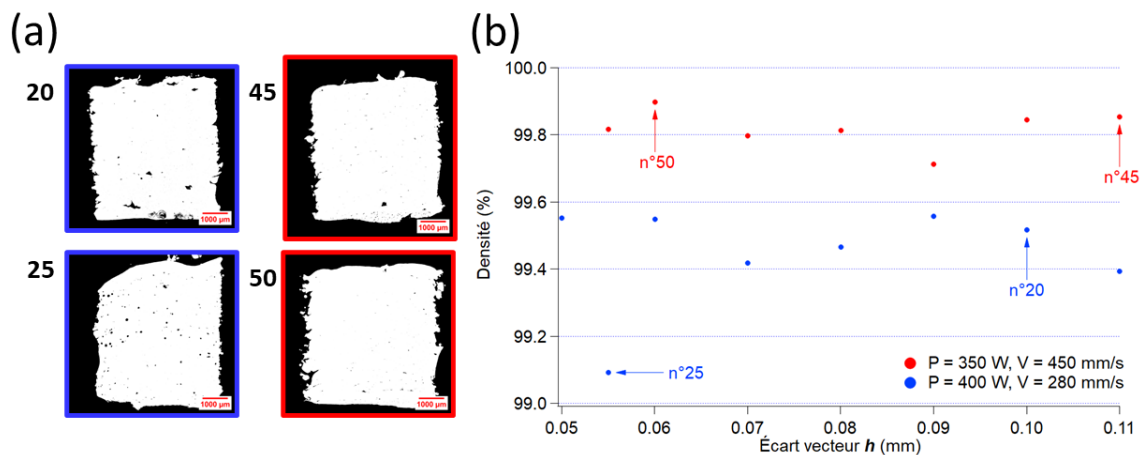 (a)
20
1000 µm
45
1000 µm
25
1000 µm
50
1000 µm
(b)
Densité (%)
100.0
99.8
99.6
99.4
99.2
99.0
n°50
n°45
n°20
n°25
P = 350 W, V = 450 mm/s
P = 400 W, V = 280 mm/s
0.05 0.06 0.07 0.08 0.09 0.10 0.11
Écart vecteur h (mm)